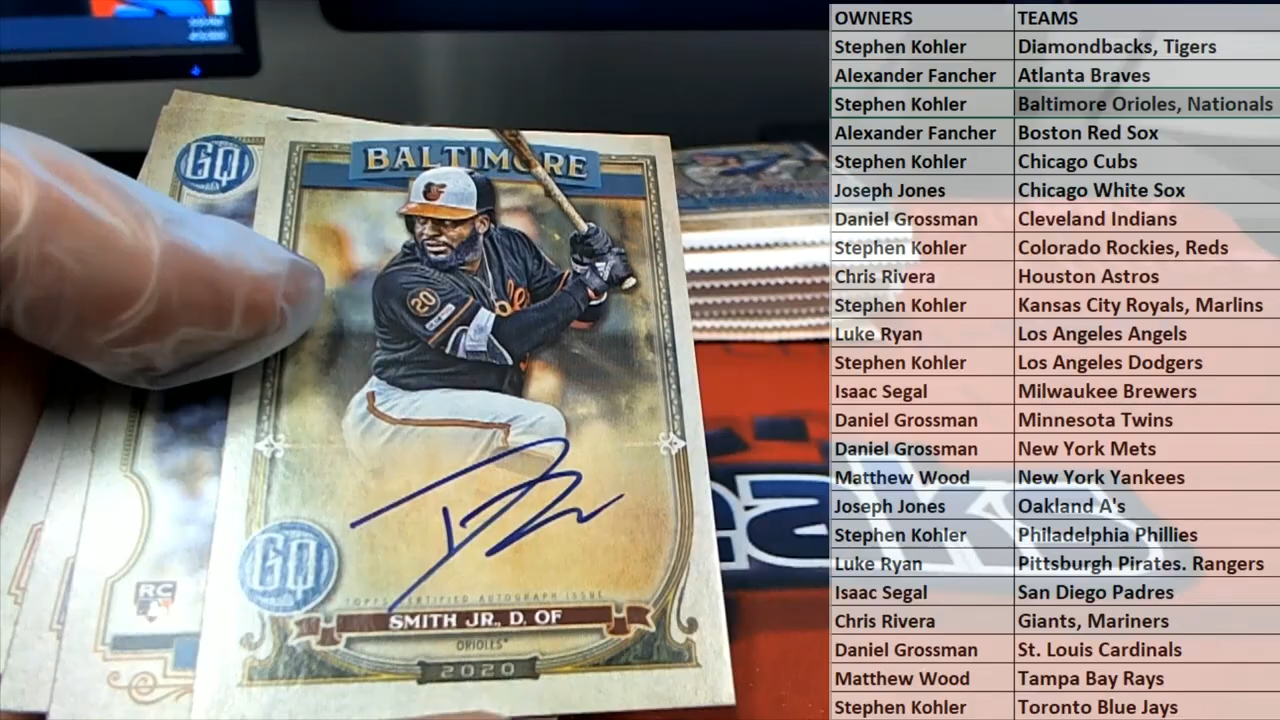 GQ
BALTIMORE
20
GQ
RC
TOPPS CERTIFIED AUTOGRAPH ISSUE
SMITH JR., D. OF
ORIOLES
2020
OWNERS TEAMS
Stephen Kohler Diamondbacks, Tigers
Alexander Fancher Atlanta Braves
Stephen Kohler Baltimore Orioles, Nationals
Alexander Fancher Boston Red Sox
Stephen Kohler Chicago Cubs
Joseph Jones Chicago White Sox
Daniel Grossman Cleveland Indians
Stephen Kohler Colorado Rockies, Reds
Chris Rivera Houston Astros
Stephen Kohler Kansas City Royals, Marlins
Luke Ryan Los Angeles Angels
Stephen Kohler Los Angeles Dodgers
Isaac Segal Milwaukee Brewers
Daniel Grossman Minnesota Twins
Daniel Grossman New York Mets
Matthew Wood New York Yankees
Joseph Jones Oakland A's
Stephen Kohler Philadelphia Phillies
Luke Ryan Pittsburgh Pirates. Rangers
Isaac Segal San Diego Padres
Chris Rivera Giants, Mariners
Daniel Grossman St. Louis Cardinals
Matthew Wood Tampa Bay Rays
Stephen Kohler Toronto Blue Jays